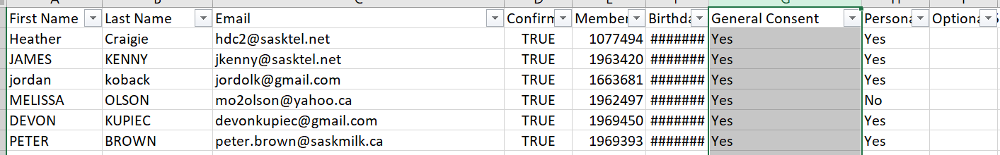 First Name Last Name Email Confirm Member Birthda General Consent Persona Optiona
Heather Craigie hdc2@sasktel.net TRUE 1077494 ####### Yes Yes
JAMES KENNY jkenny@sasktel.net TRUE 1963420 ####### Yes Yes
jordan koback jordolk@gmail.com TRUE 1663681 ####### Yes Yes
MELISSA OLSON mo2olson@yahoo.ca TRUE 1962497 ####### Yes No
DEVON KUPIEC devonkupiec@gmail.com TRUE 1969450 ####### Yes Yes
PETER BROWN peter.brown@saskmilk.ca TRUE 1969393 ####### Yes Yes